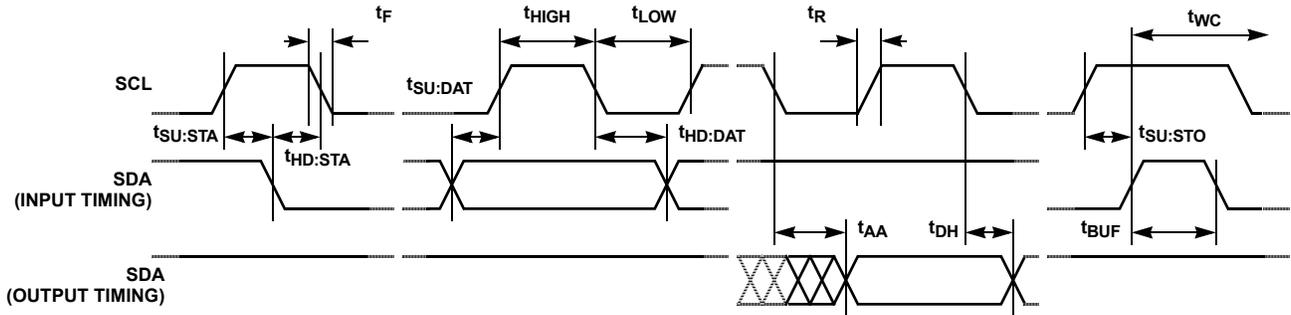 tF
tHIGH
tLOW
tR
tWC
SCL
tSU:DAT
tSU:STA
tHD:STA
tHD:DAT
tSU:STO
SDA
(INPUT TIMING)
tAA
tDH
tBUF
SDA
(OUTPUT TIMING)